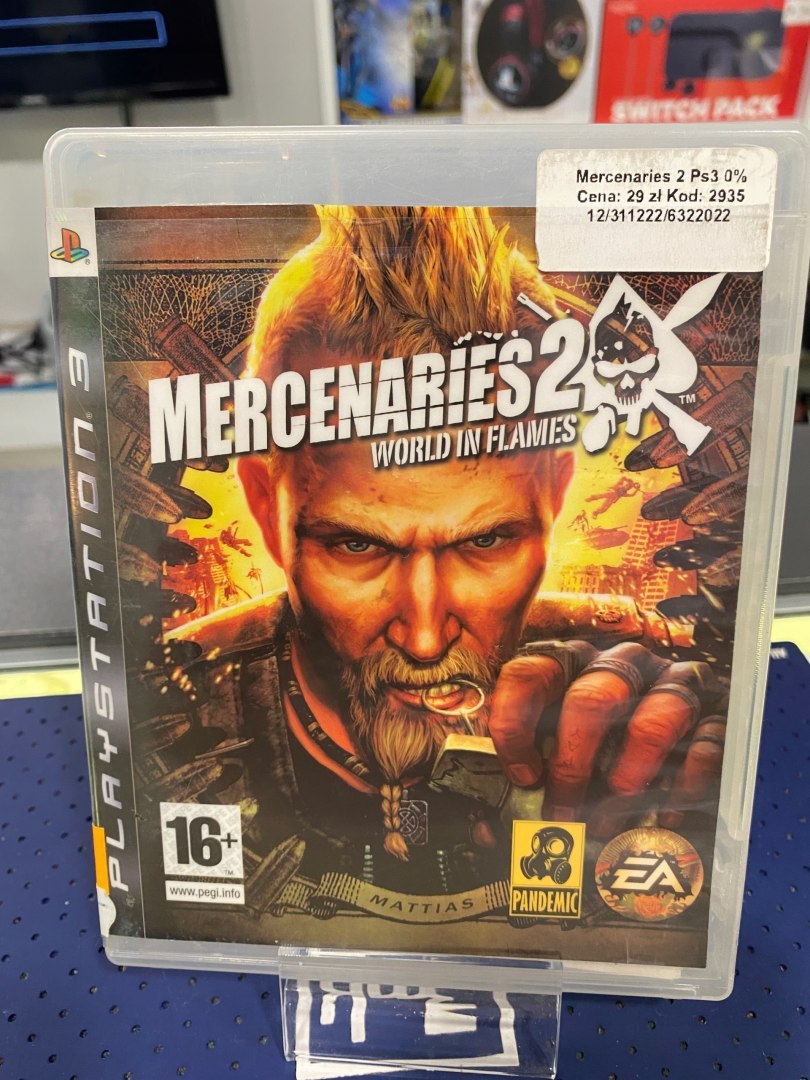 SWITCH PACK
Mercenaries 2 Ps3 0%
Cena: 29 zł Kod: 2935
12/311222/6322022
PLAYSTATION 3
MERCENARIES 2
TM
WORLD IN FLAMES
16+
TM
www.pegi.info
MATTIAS
PANDEMIC
EA